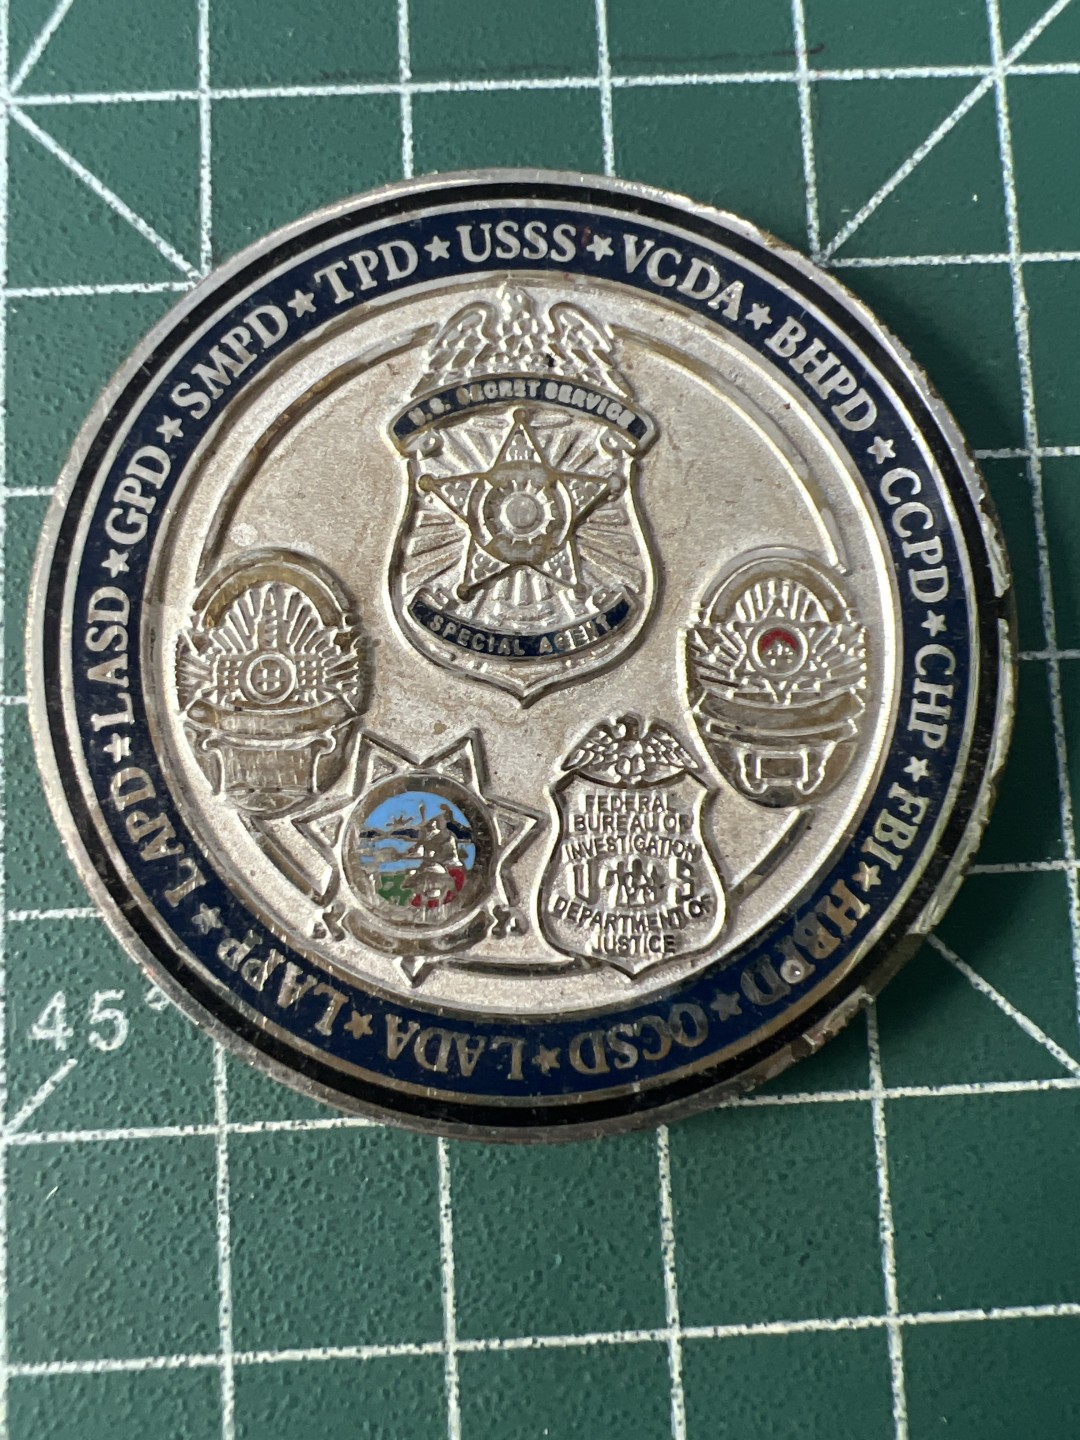 USSS ★ VCDA ★ BHPD ★ CCPD ★ CHP ★ FBI ★ HBPD ★ OCSD ★ LADA ★ LAPP ★ LAPD ★ LASD ★ GPD ★ SMPD ★ TPD ★
U.S. SECRET SERVICE
SPECIAL AGENT
FEDERAL
BUREAU OF
INVESTIGATION
U S
DEPARTMENT OF
JUSTICE
45°